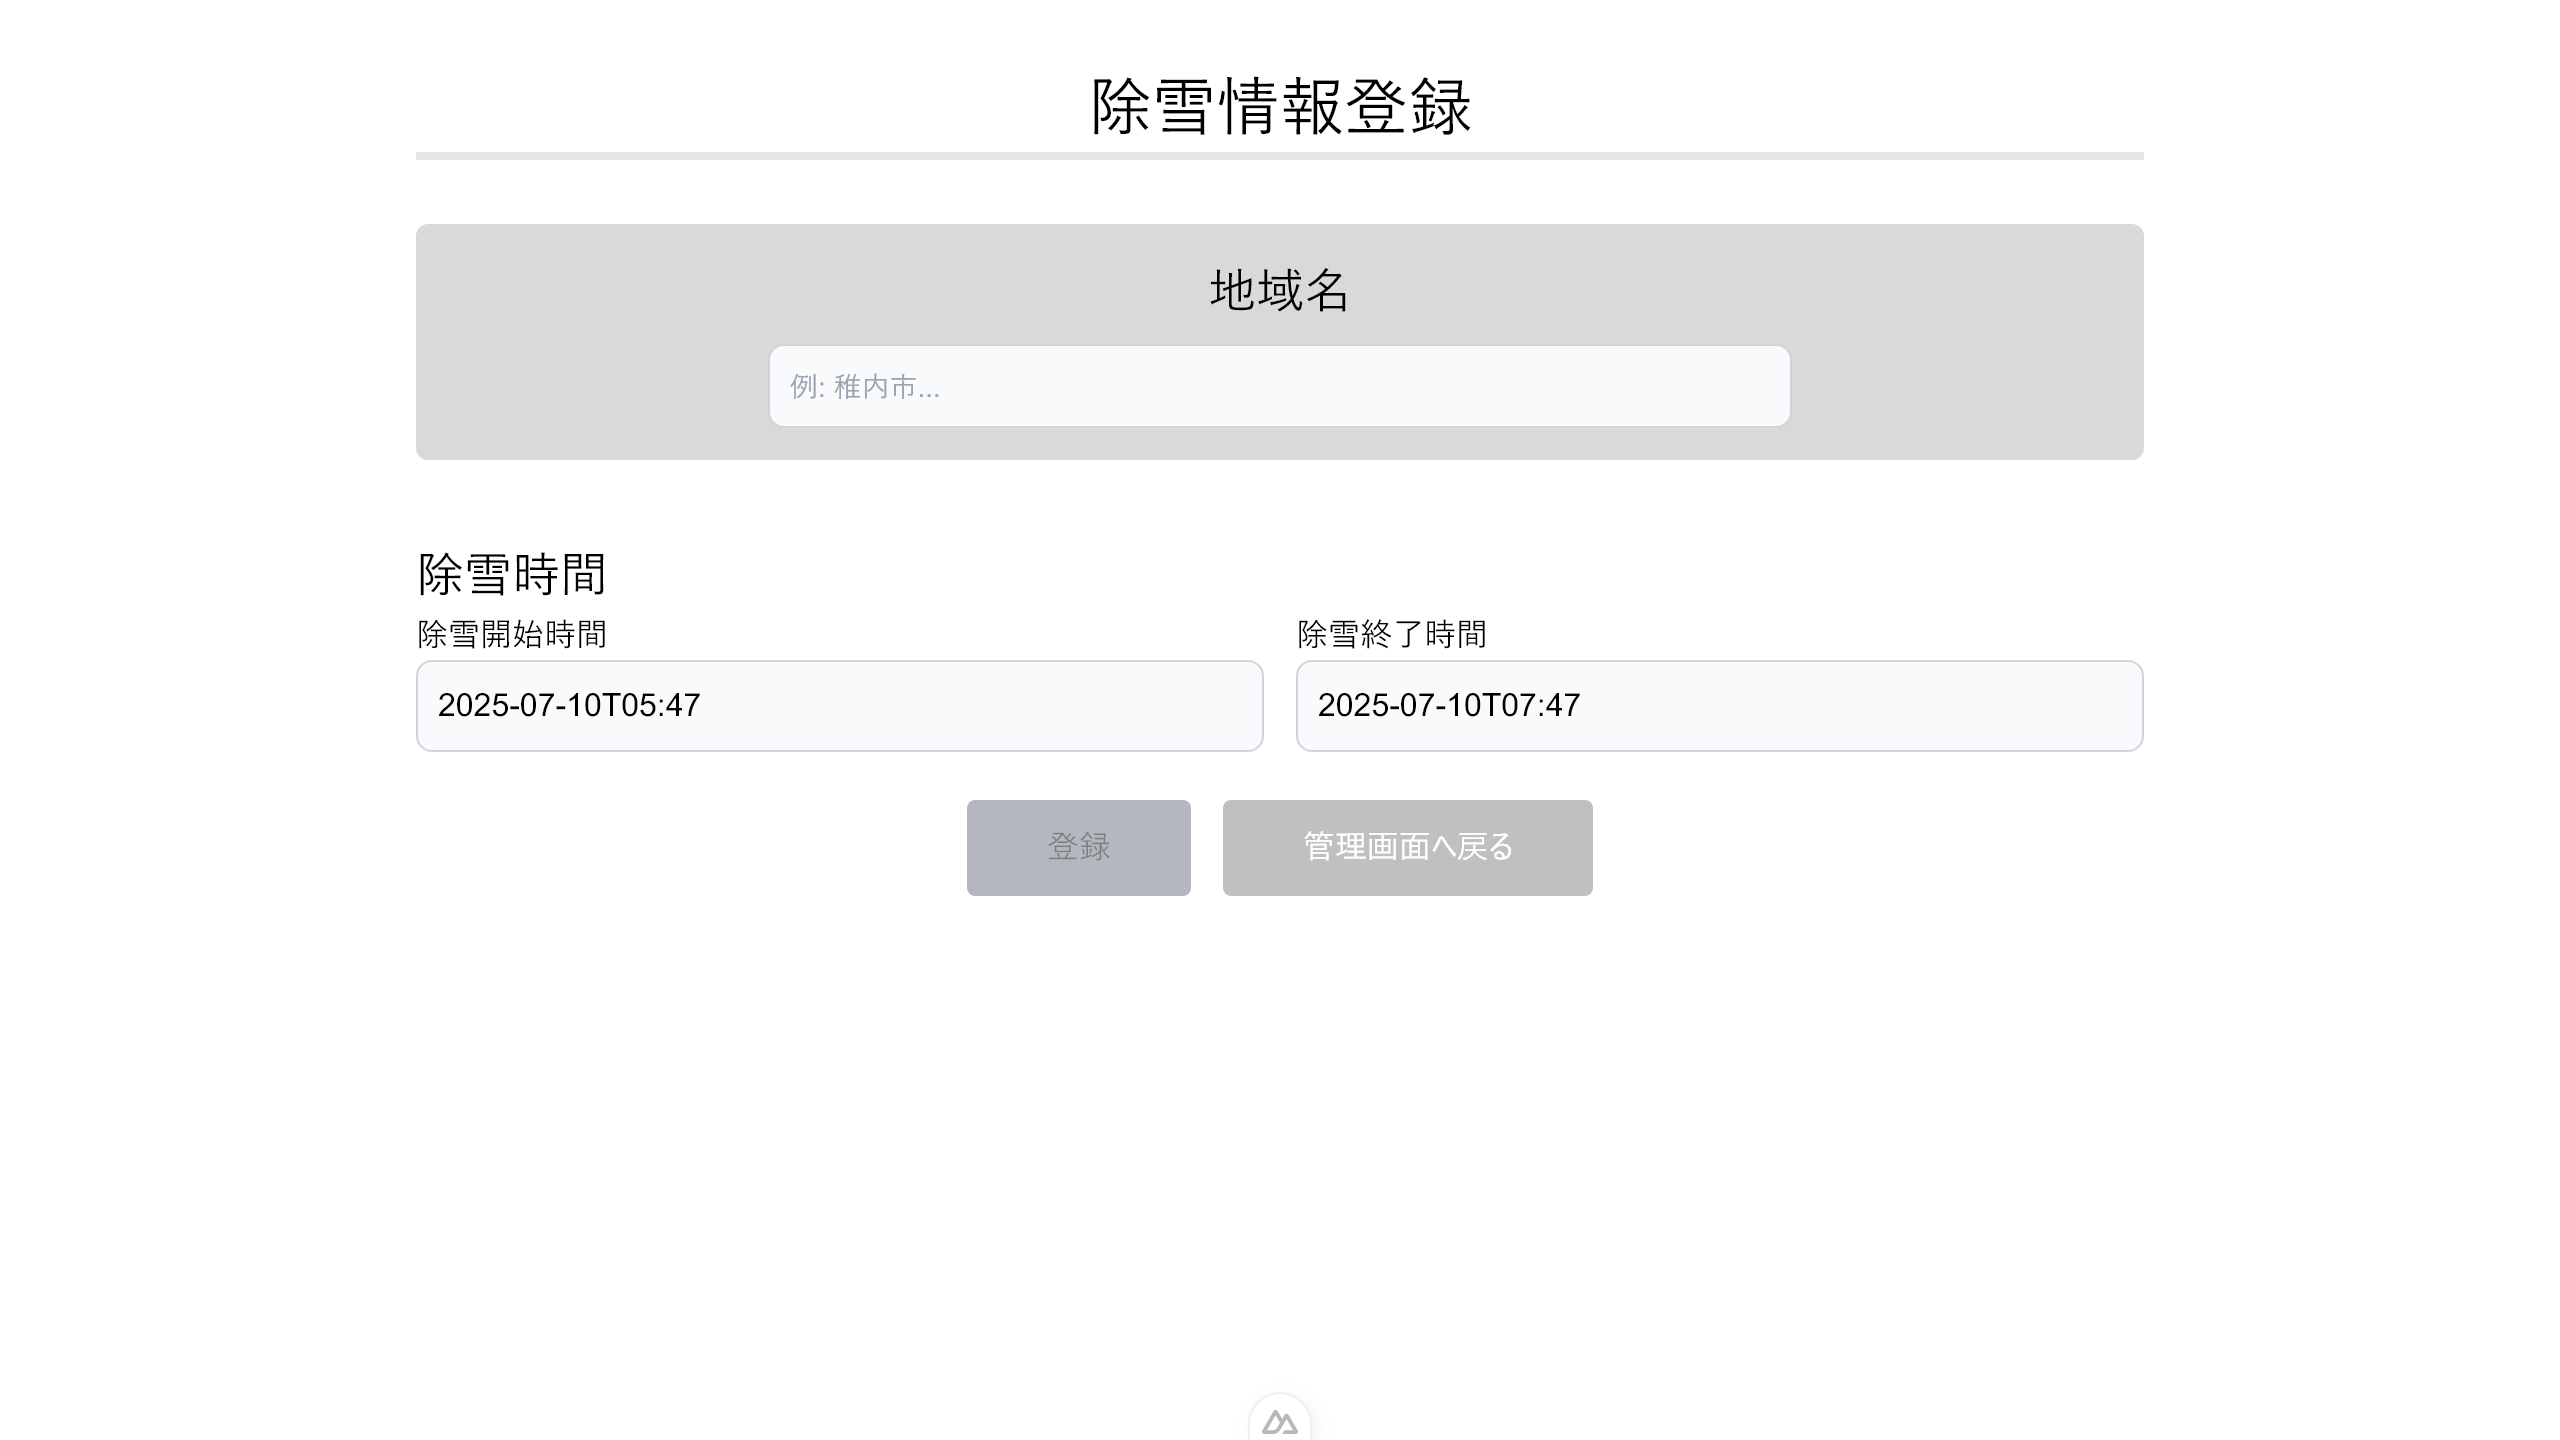 除雪情報登録
地域名
例: 稚内市...
除雪時間
除雪開始時間
除雪終了時間
2025-07-10T05:47
2025-07-10T07:47
登録
管理画面へ戻る